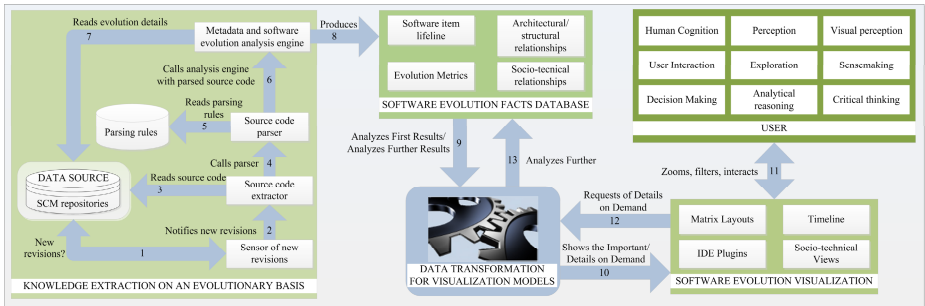 Reads evolution details
7
Metadata and software
evolution analysis engine
Calls analysis engine
with parsed source code
6
Reads parsing
rules
5
Parsing rules
Source code
parser
Calls parser
4
DATA SOURCE
SCM repositories
Reads source code
3
Source code
extractor
Notifies new revisions
2
New
revisions?
1
Sensor of new
revisions
KNOWLEDGE EXTRACTION ON AN EVOLUTIONARY BASIS
Produces
8
Software item
lifeline
Architectural/
structural
relationships
Evolution Metrics
Socio-tecnical
relationships
SOFTWARE EVOLUTION FACTS DATABASE
Analyzes First Results/
Analyzes Further Results
9
13
Analyzes Further
DATA TRANSFORMATION
FOR VISUALIZATION MODELS
Requests of Details
on Demand
12
Shows the Important/
Details on Demand
10
Human Cognition
Perception
Visual perception
User Interaction
Exploration
Sensemaking
Decision Making
Analytical
reasoning
Critical thinking
USER
Zooms, filters, interacts
11
Matrix Layouts
Timeline
IDE Plugins
Socio-technical
Views
SOFTWARE EVOLUTION VISUALIZATION